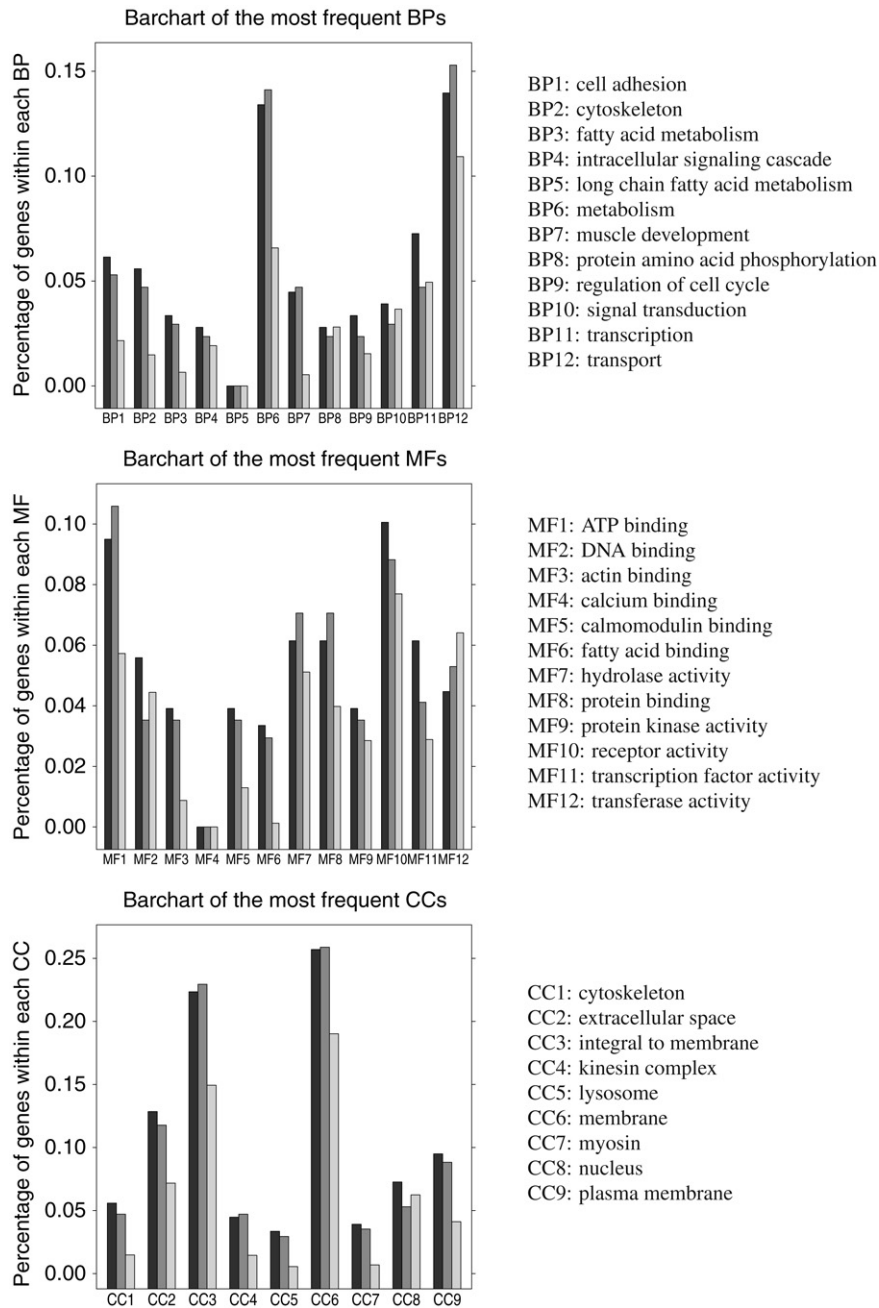 Barchart of the most frequent BPs
Percentage of genes within each BP
0.15
0.10
0.05
0.00
BP1 BP2 BP3 BP4 BP5 BP6 BP7 BP8 BP9 BP10 BP11 BP12
BP1: cell adhesion
BP2: cytoskeleton
BP3: fatty acid metabolism
BP4: intracellular signaling cascade
BP5: long chain fatty acid metabolism
BP6: metabolism
BP7: muscle development
BP8: protein amino acid phosphorylation
BP9: regulation of cell cycle
BP10: signal transduction
BP11: transcription
BP12: transport
Barchart of the most frequent MFs
Percentage of genes within each MF
0.10
0.08
0.06
0.04
0.02
0.00
MF1 MF2 MF3 MF4 MF5 MF6 MF7 MF8 MF9 MF10 MF11 MF12
MF1: ATP binding
MF2: DNA binding
MF3: actin binding
MF4: calcium binding
MF5: calmomodulin binding
MF6: fatty acid binding
MF7: hydrolase activity
MF8: protein binding
MF9: protein kinase activity
MF10: receptor activity
MF11: transcription factor activity
MF12: transferase activity
Barchart of the most frequent CCs
Percentage of genes within each CC
0.25
0.20
0.15
0.10
0.05
0.00
CC1 CC2 CC3 CC4 CC5 CC6 CC7 CC8 CC9
CC1: cytoskeleton
CC2: extracellular space
CC3: integral to membrane
CC4: kinesin complex
CC5: lysosome
CC6: membrane
CC7: myosin
CC8: nucleus
CC9: plasma membrane